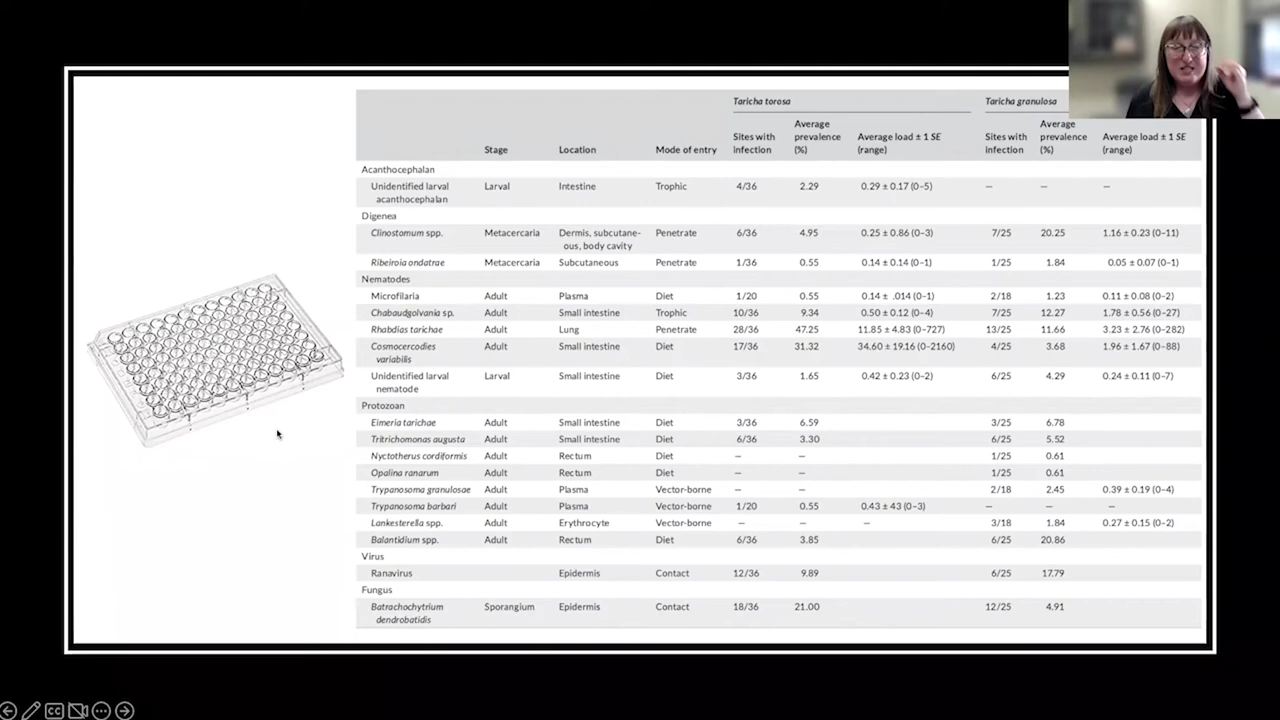 Taricha torosa Taricha granulosa
Stage Location Mode of entry Sites with infection Average prevalence (%) Average load ± 1 SE (range) Sites with infection Average prevalence (%) Average load ± 1 SE (range)
Acanthocephalan
Unidentified larval Larval Intestine Trophic 4/36 2.29 0.29 ± 0.17 (0–5) — — —
acanthocephalan
Digenea
Clinostomum spp. Metacercaria Dermis, subcutane- Penetrate 6/36 4.95 0.25 ± 0.86 (0–3) 7/25 20.25 1.16 ± 0.23 (0–11)
ous, body cavity
Ribeiroia ondatrae Metacercaria Subcutaneous Penetrate 1/36 0.55 0.14 ± 0.14 (0–1) 1/25 1.84 0.05 ± 0.07 (0–1)
Nematodes
Microfilaria Adult Plasma Diet 1/20 0.55 0.14 ± .014 (0–1) 2/18 1.23 0.11 ± 0.08 (0–2)
Chabaudgolvania sp. Adult Small intestine Trophic 10/36 9.34 0.50 ± 0.12 (0–4) 7/25 12.27 1.78 ± 0.56 (0–27)
Rhabdias tarichae Adult Lung Penetrate 28/36 47.25 11.85 ± 4.83 (0–727) 13/25 11.66 3.23 ± 2.76 (0–282)
Cosmocercodies Adult Small intestine Diet 17/36 31.32 34.60 ± 19.16 (0–2160) 4/25 3.68 1.96 ± 1.67 (0–88)
variabilis
Unidentified larval Larval Small intestine Diet 3/36 1.65 0.42 ± 0.23 (0–2) 6/25 4.29 0.24 ± 0.11 (0–7)
nematode
Protozoan
Eimeria tarichae Adult Small intestine Diet 3/36 6.59 3/25 6.78
Tritrichomonas augusta Adult Small intestine Diet 6/36 3.30 6/25 5.52
Nyctotherus cordiformis Adult Rectum Diet — — 1/25 0.61
Opalina ranarum Adult Rectum Diet — — 1/25 0.61
Trypanosoma granulosae Adult Plasma Vector-borne — — 2/18 2.45 0.39 ± 0.19 (0–4)
Trypanosoma barbari Adult Plasma Vector-borne 1/20 0.55 0.43 ± 43 (0–3) — — —
Lankesterella spp. Adult Erythrocyte Vector-borne — — — 3/18 1.84 0.27 ± 0.15 (0–2)
Balantidium spp. Adult Rectum Diet 6/36 3.85 6/25 20.86
Virus
Ranavirus Epidermis Contact 12/36 9.89 6/25 17.79
Fungus
Batrachochytrium Sporangium Epidermis Contact 18/36 21.00 12/25 4.91
dendrobatidis
CC